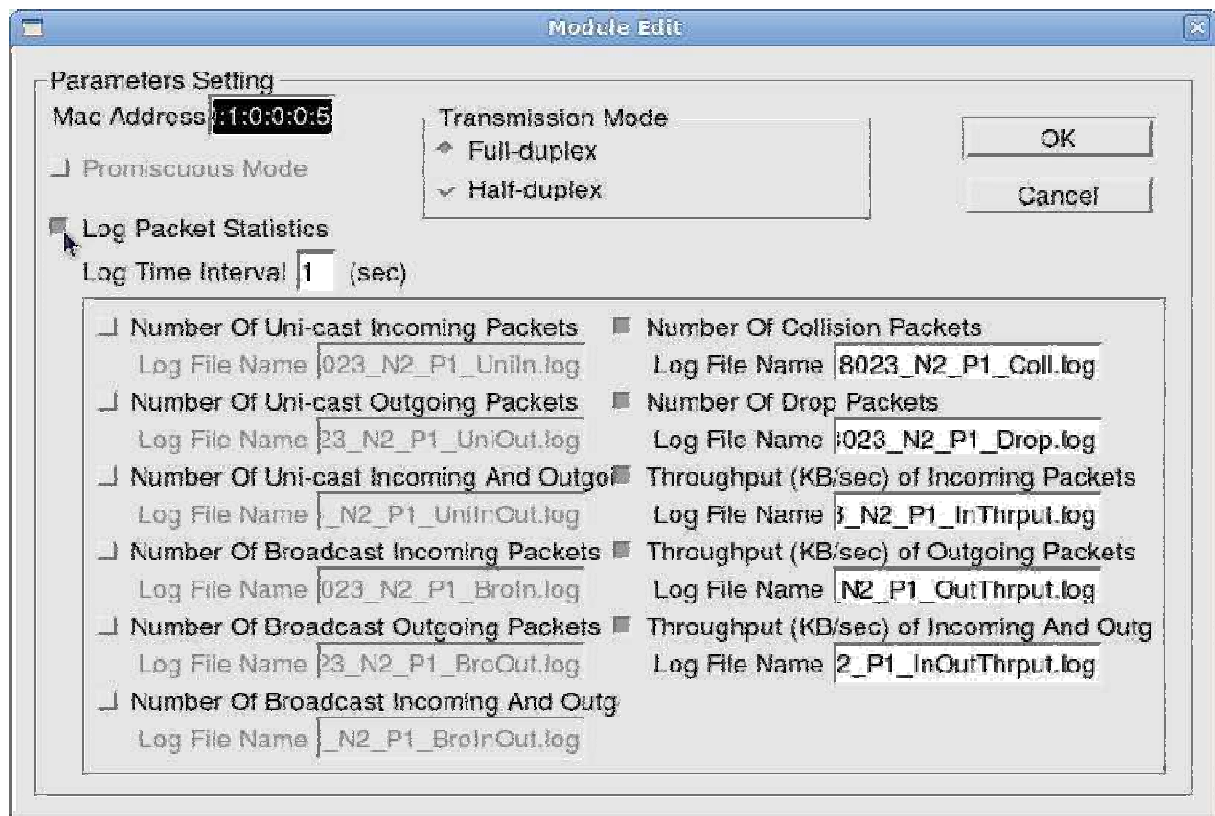 Module Edit
Parameters Setting
Mac Address :1:0:0:0:5
Transmission Mode
Full-duplex
Half-duplex
OK
Cancel
Promiscuous Mode
Log Packet Statistics
Log Time Interval 1 (sec)
Number Of Uni-cast Incoming Packets
Log File Name 023_N2_P1_UniIn.log
Number Of Uni-cast Outgoing Packets
Log File Name 23_N2_P1_UniOut.log
Number Of Uni-cast Incoming And Outgoi
Log File Name _N2_P1_UniInOut.log
Number Of Broadcast Incoming Packets
Log File Name 023_N2_P1_BroIn.log
Number Of Broadcast Outgoing Packets
Log File Name 23_N2_P1_BroOut.log
Number Of Broadcast Incoming And Outg
Log File Name _N2_P1_BroInOut.log
Number Of Collision Packets
Log File Name 8023_N2_P1_Coll.log
Number Of Drop Packets
Log File Name 023_N2_P1_Drop.log
Throughput (KB/sec) of Incoming Packets
Log File Name 3_N2_P1_InThrput.log
Throughput (KB/sec) of Outgoing Packets
Log File Name _N2_P1_OutThrput.log
Throughput (KB/sec) of Incoming And Outg
Log File Name 2_P1_InOutThrput.log